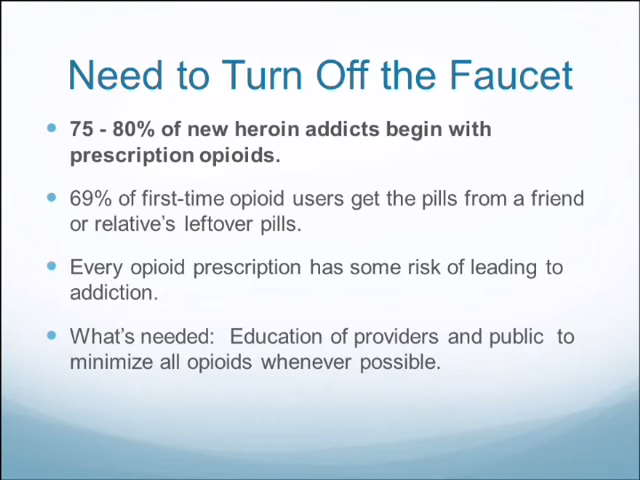 Need to Turn Off the Faucet
• 75 - 80% of new heroin addicts begin with
prescription opioids.
• 69% of first-time opioid users get the pills from a friend
or relative's leftover pills.
• Every opioid prescription has some risk of leading to
addiction.
• What's needed:  Education of providers and public  to
minimize all opioids whenever possible.